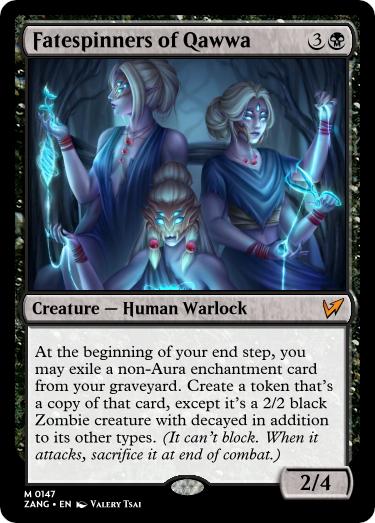 Fatespinners of Qawwa 3
Creature — Human Warlock
At the beginning of your end step, you
may exile a non-Aura enchantment card
from your graveyard. Create a token that's
a copy of that card, except it's a 2/2 black
Zombie creature with decayed in addition
to its other types. (It can't block. When it
attacks, sacrifice it at end of combat.)
2/4
M 0147
ZANG • EN Valery Tsai